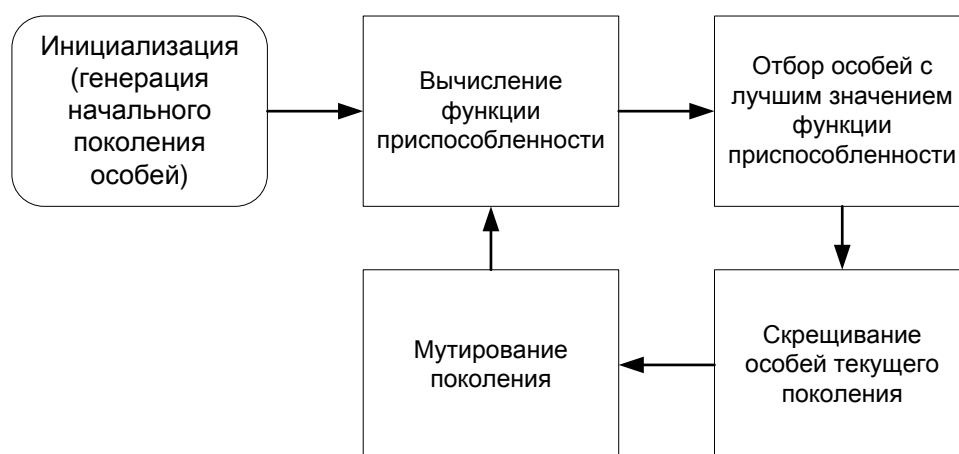 Инициализация
(генерация
начального
поколения
особей)
Вычисление
функции
приспособленности
Отбор особей с
лучшим значением
функции
приспособленности
Мутирование
поколения
Скрещивание
особей текущего
поколения